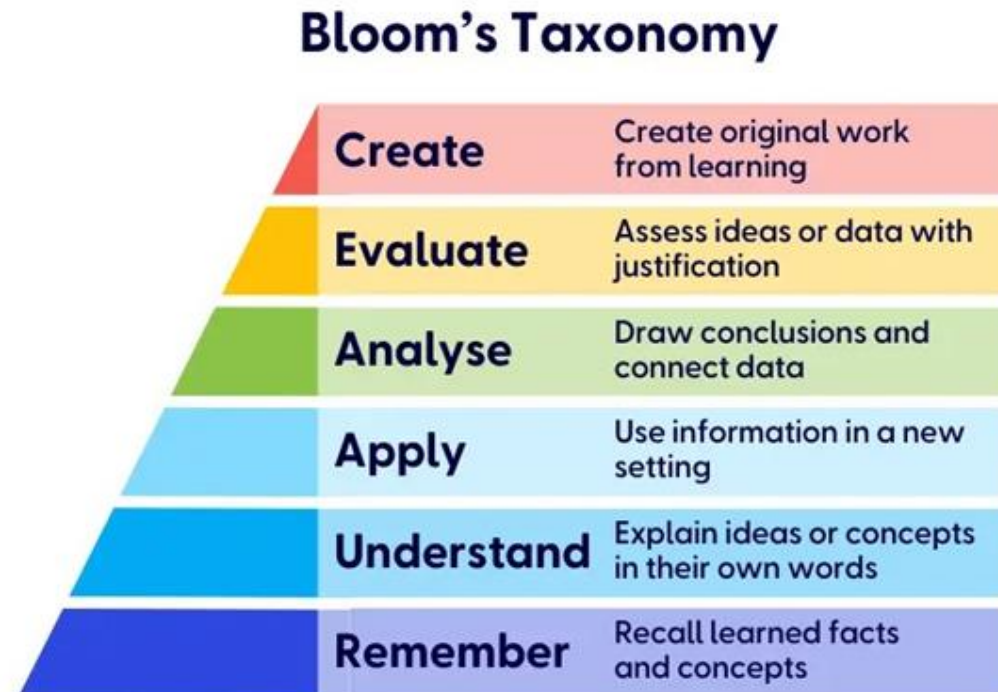 Bloom's Taxonomy
Create
Create original work
from learning
Evaluate
Assess ideas or data with
justification
Analyse
Draw conclusions and
connect data
Apply
Use information in a new
setting
Understand
Explain ideas or concepts
in their own words
Remember
Recall learned facts
and concepts